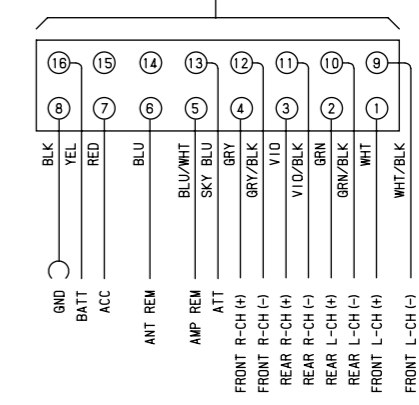 16 15 14 13 12 11 10 9
8 7 6 5 4 3 2 1
BLK
YEL
RED
BLU
BLU/WHT
SKY BLU
GRY
GRY/BLK
VIO
VIO/BLK
GRN
GRN/BLK
WHT
WHT/BLK
GND
BATT
ACC
ANT REM
AMP REM
ATT
FRONT R-CH (+)
FRONT R-CH (-)
REAR R-CH (+)
REAR R-CH (-)
REAR L-CH (+)
REAR L-CH (-)
FRONT L-CH (+)
FRONT L-CH (-)